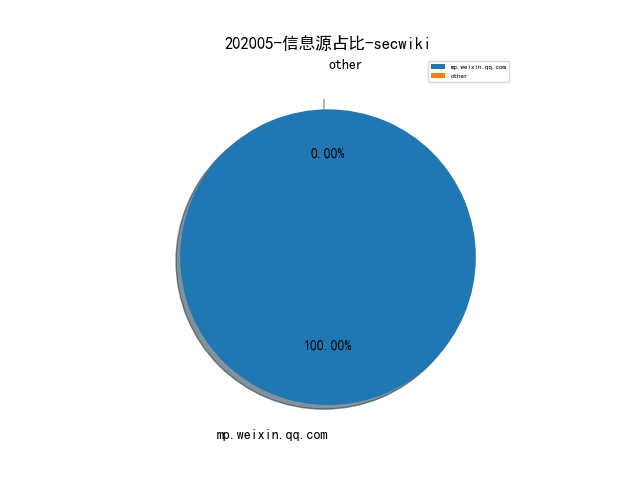 202005-信息源占比-secwiki
other
mp.weixin.qq.com
other
0.00%
100.00%
mp.weixin.qq.com